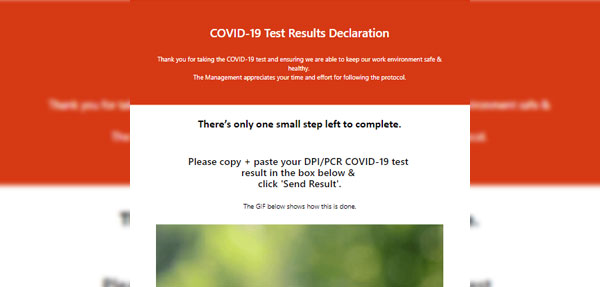 COVID-19 Test Results Declaration
Thank you for taking the COVID-19 test and ensuring we are able to keep our work environment safe &
healthy.
The Management appreciates your time and effort for following the protocol.
There's only one small step left to complete.
Please copy + paste your DPI/PCR COVID-19 test
result in the box below &
click 'Send Result'.
The GIF below shows how this is done.